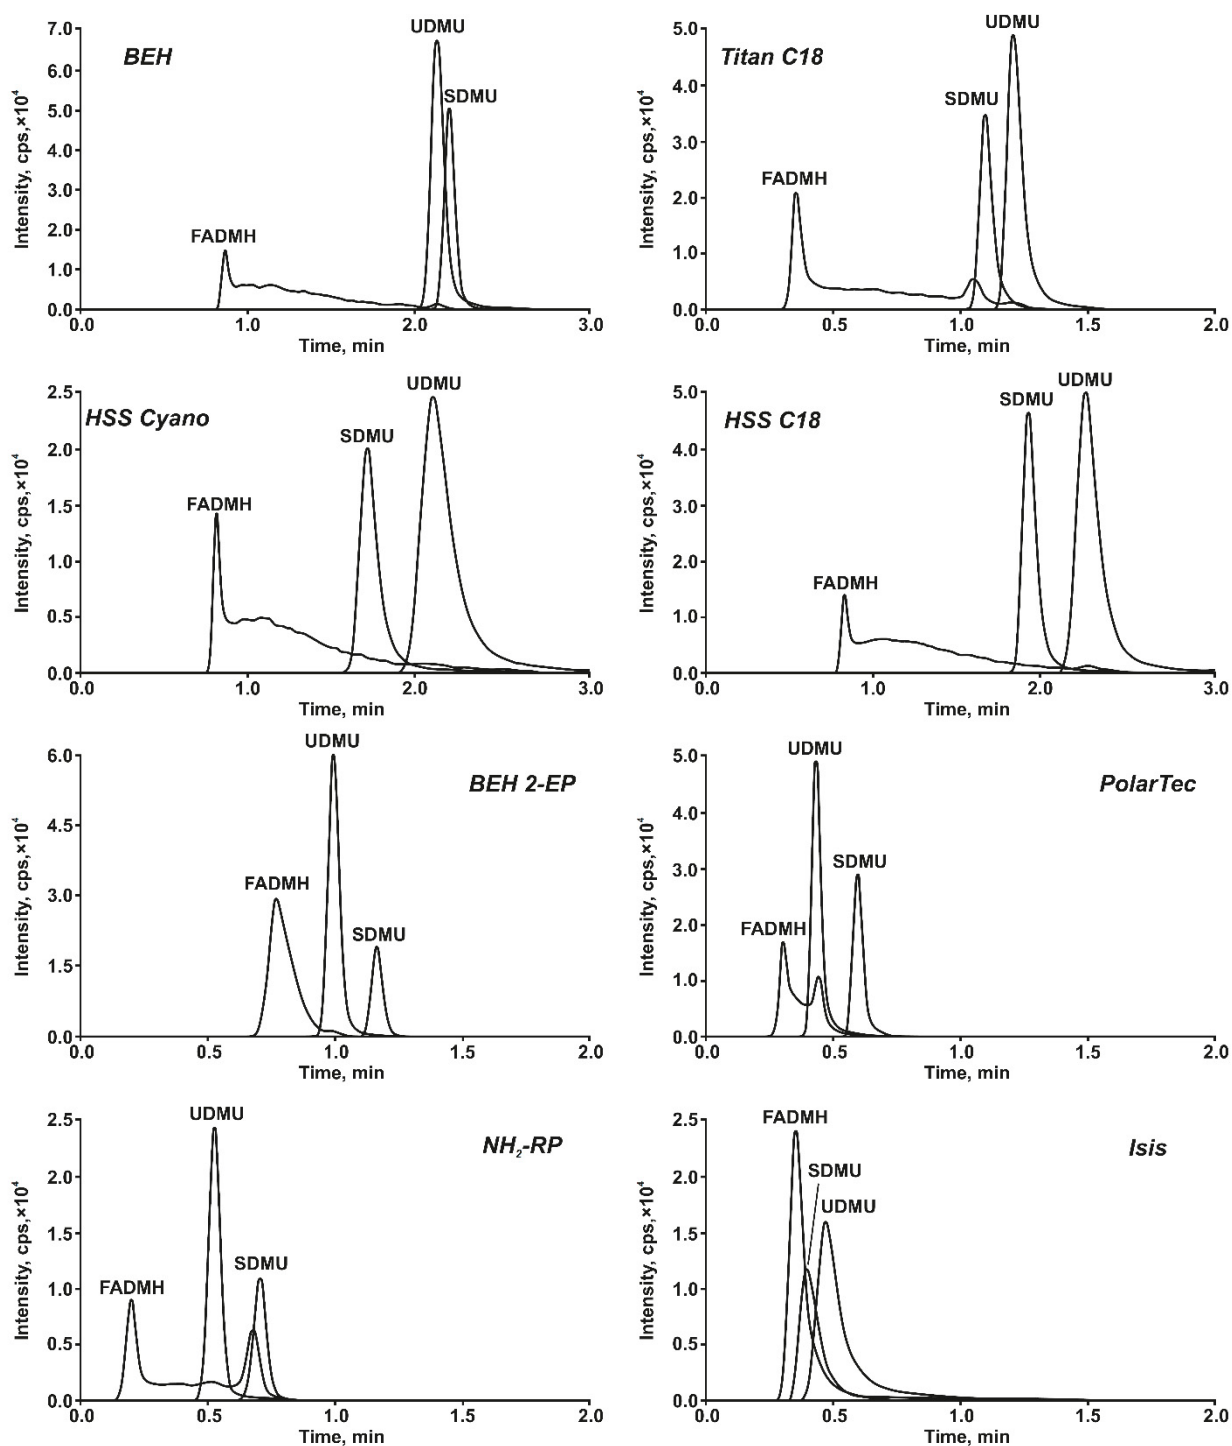 BEH
UDMU
SDMU
FADMH
7.0
6.0
5.0
4.0
3.0
2.0
1.0
0.0
Intensity, cps,×10⁴
0.0 1.0 2.0 3.0
Time, min
Titan C18
UDMU
SDMU
FADMH
5.0
4.0
3.0
2.0
1.0
0.0
Intensity, cps,×10⁴
0.0 0.5 1.0 1.5 2.0
Time, min
HSS Cyano
UDMU
SDMU
FADMH
2.5
2.0
1.5
1.0
0.5
0.0
Intensity, cps,×10⁴
0.0 1.0 2.0 3.0
Time, min
HSS C18
UDMU
SDMU
FADMH
5.0
4.0
3.0
2.0
1.0
0.0
Intensity, cps,×10⁴
0.0 1.0 2.0 3.0
Time, min
BEH 2-EP
UDMU
FADMH
SDMU
6.0
4.5
3.0
1.5
0.0
Intensity, cps,×10⁴
0.0 0.5 1.0 1.5 2.0
Time, min
PolarTec
UDMU
SDMU
FADMH
5.0
4.0
3.0
2.0
1.0
0.0
Intensity, cps,×10⁴
0.0 0.5 1.0 1.5 2.0
Time, min
NH₂-RP
UDMU
SDMU
FADMH
2.5
2.0
1.5
1.0
0.5
0.0
Intensity, cps,×10⁴
0.0 0.5 1.0 1.5 2.0
Time, min
Isis
FADMH
SDMU
UDMU
2.5
2.0
1.5
1.0
0.5
0.0
Intensity, cps,×10⁴
0.0 0.5 1.0 1.5 2.0
Time, min